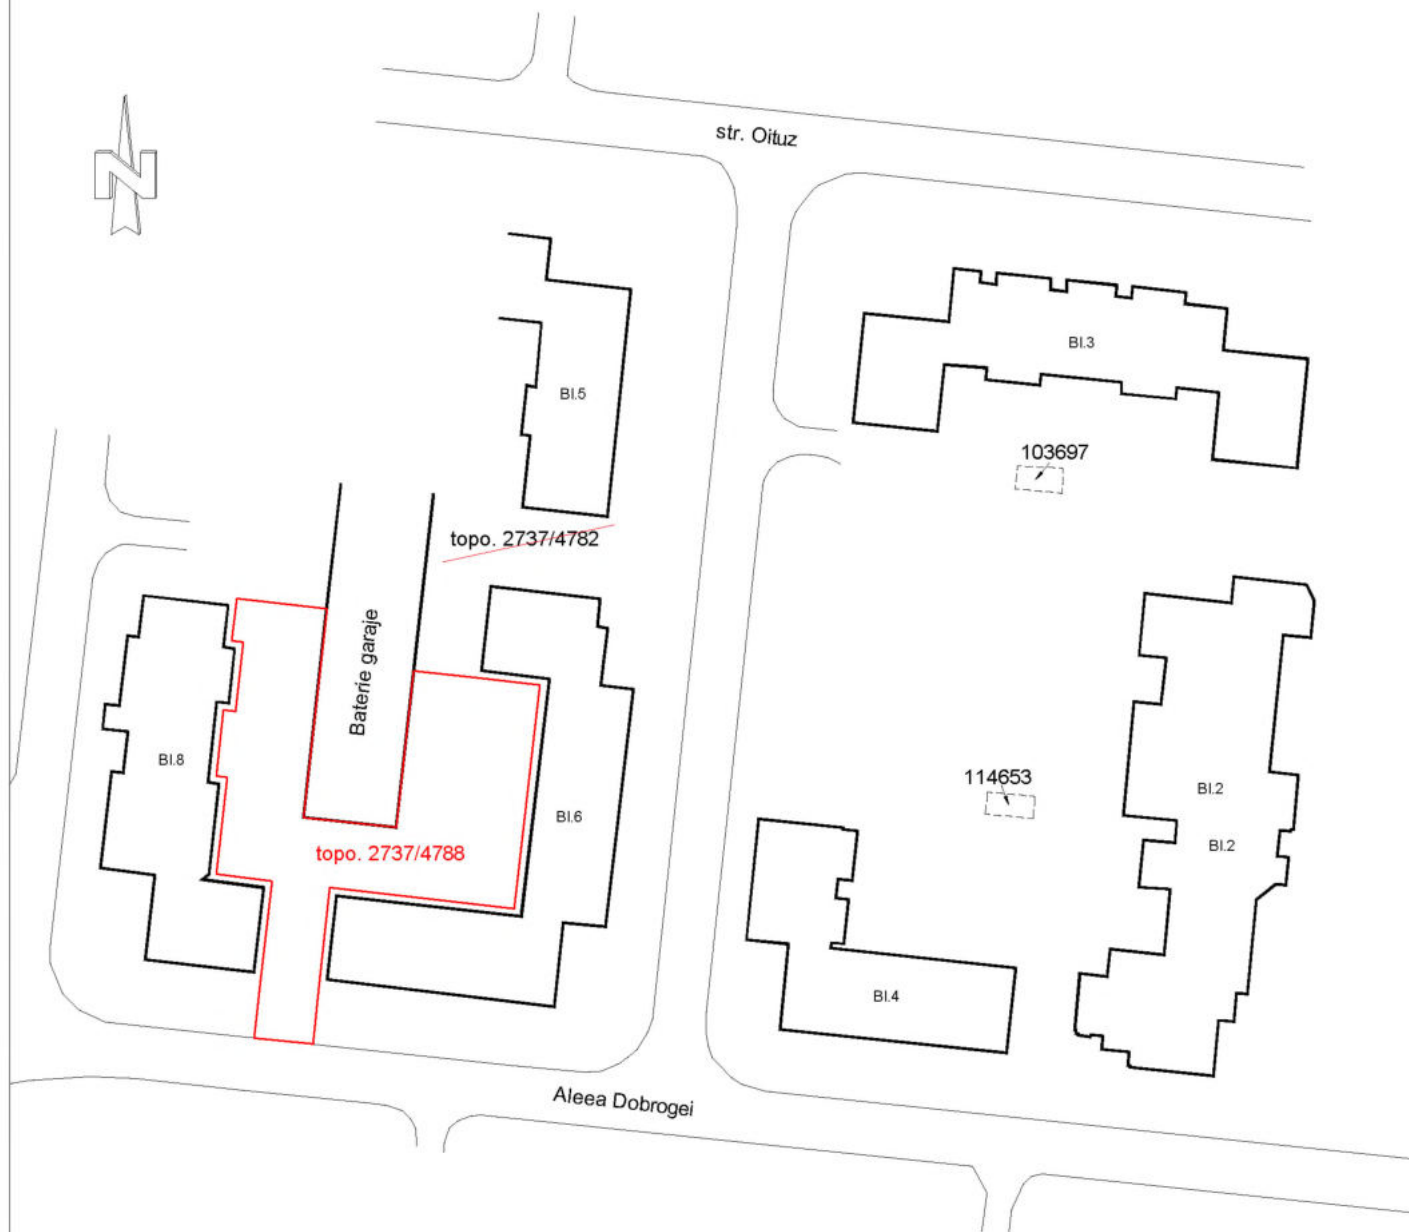 N
str. Oituz
Bl.3
Bl.5
103697
topo. 2737/4782
Baterie garaje
Bl.8
114653
Bl.2
Bl.6
Bl.2
topo. 2737/4788
Bl.4
Aleea Dobrogei